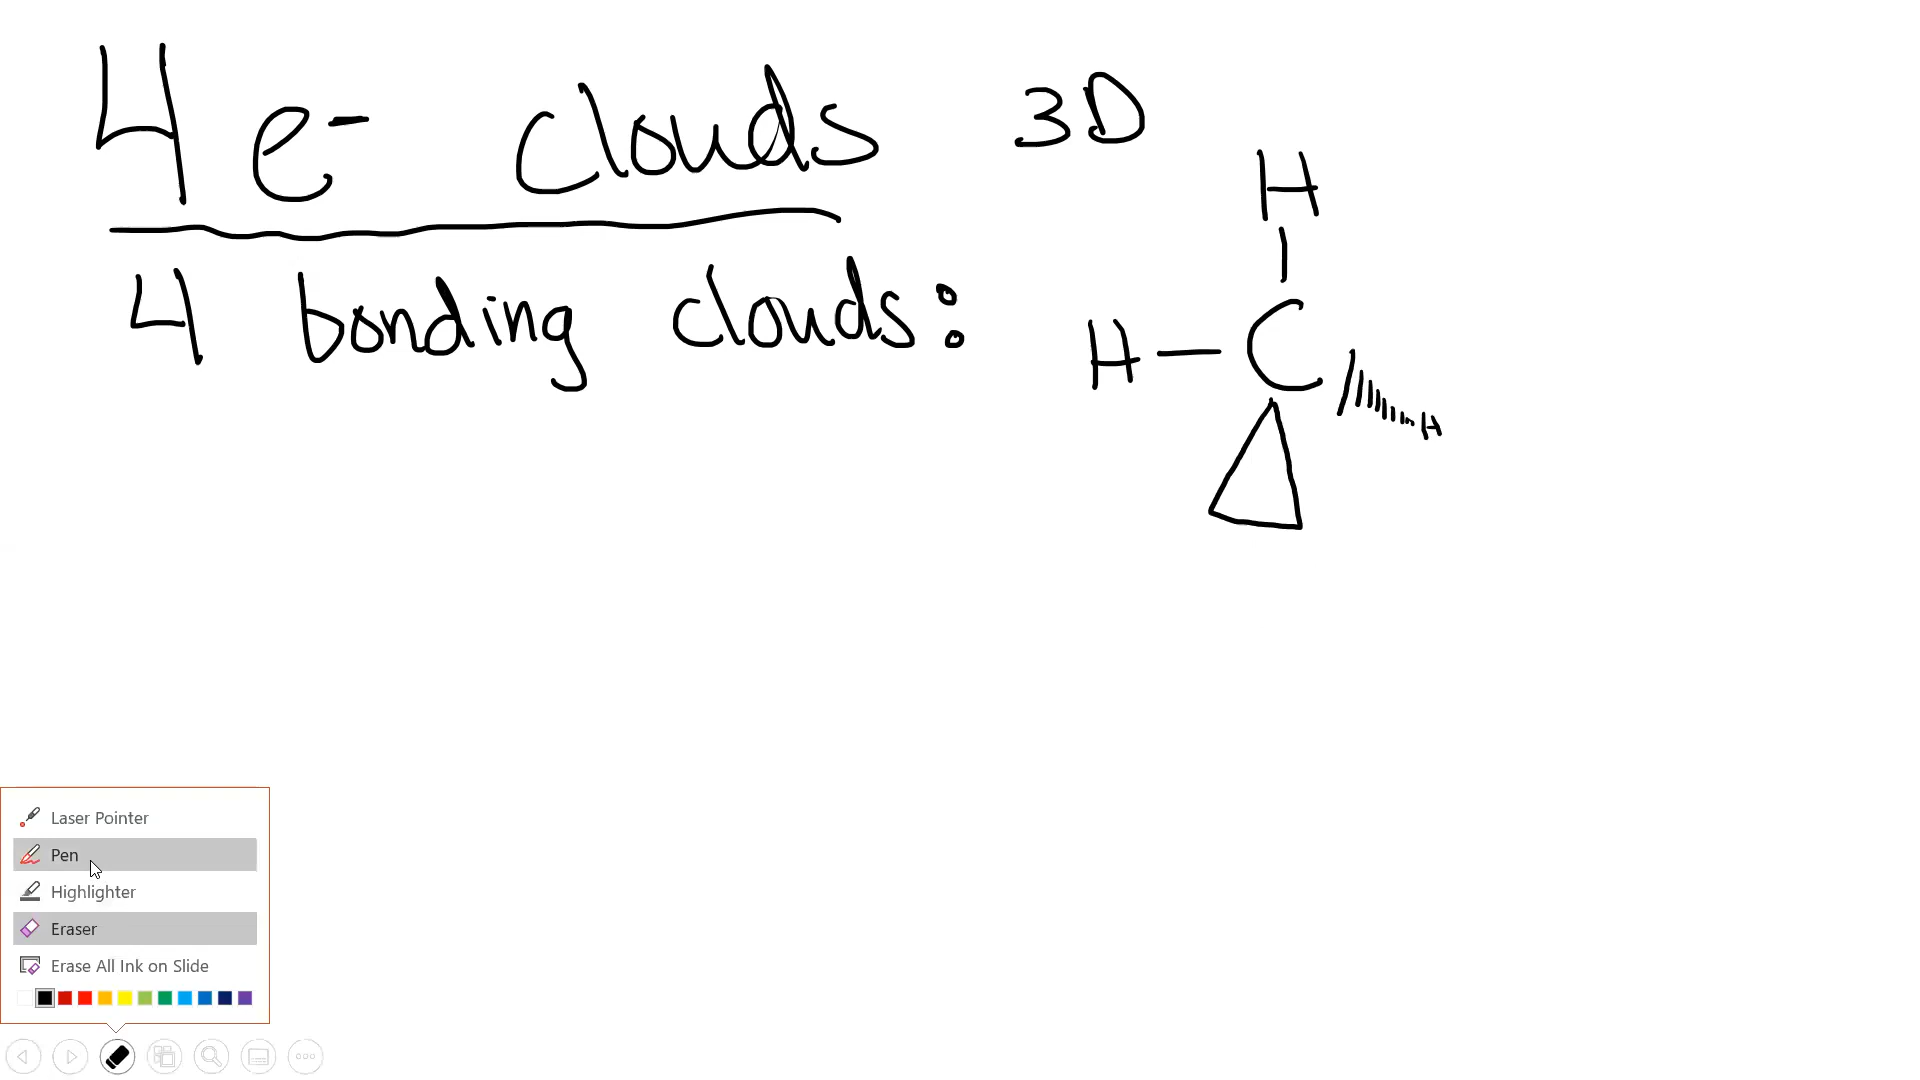 4 e- clouds
3D
4 bonding clouds:
H
H - C
H
Laser Pointer
Pen
Highlighter
Eraser
Erase All Ink on Slide